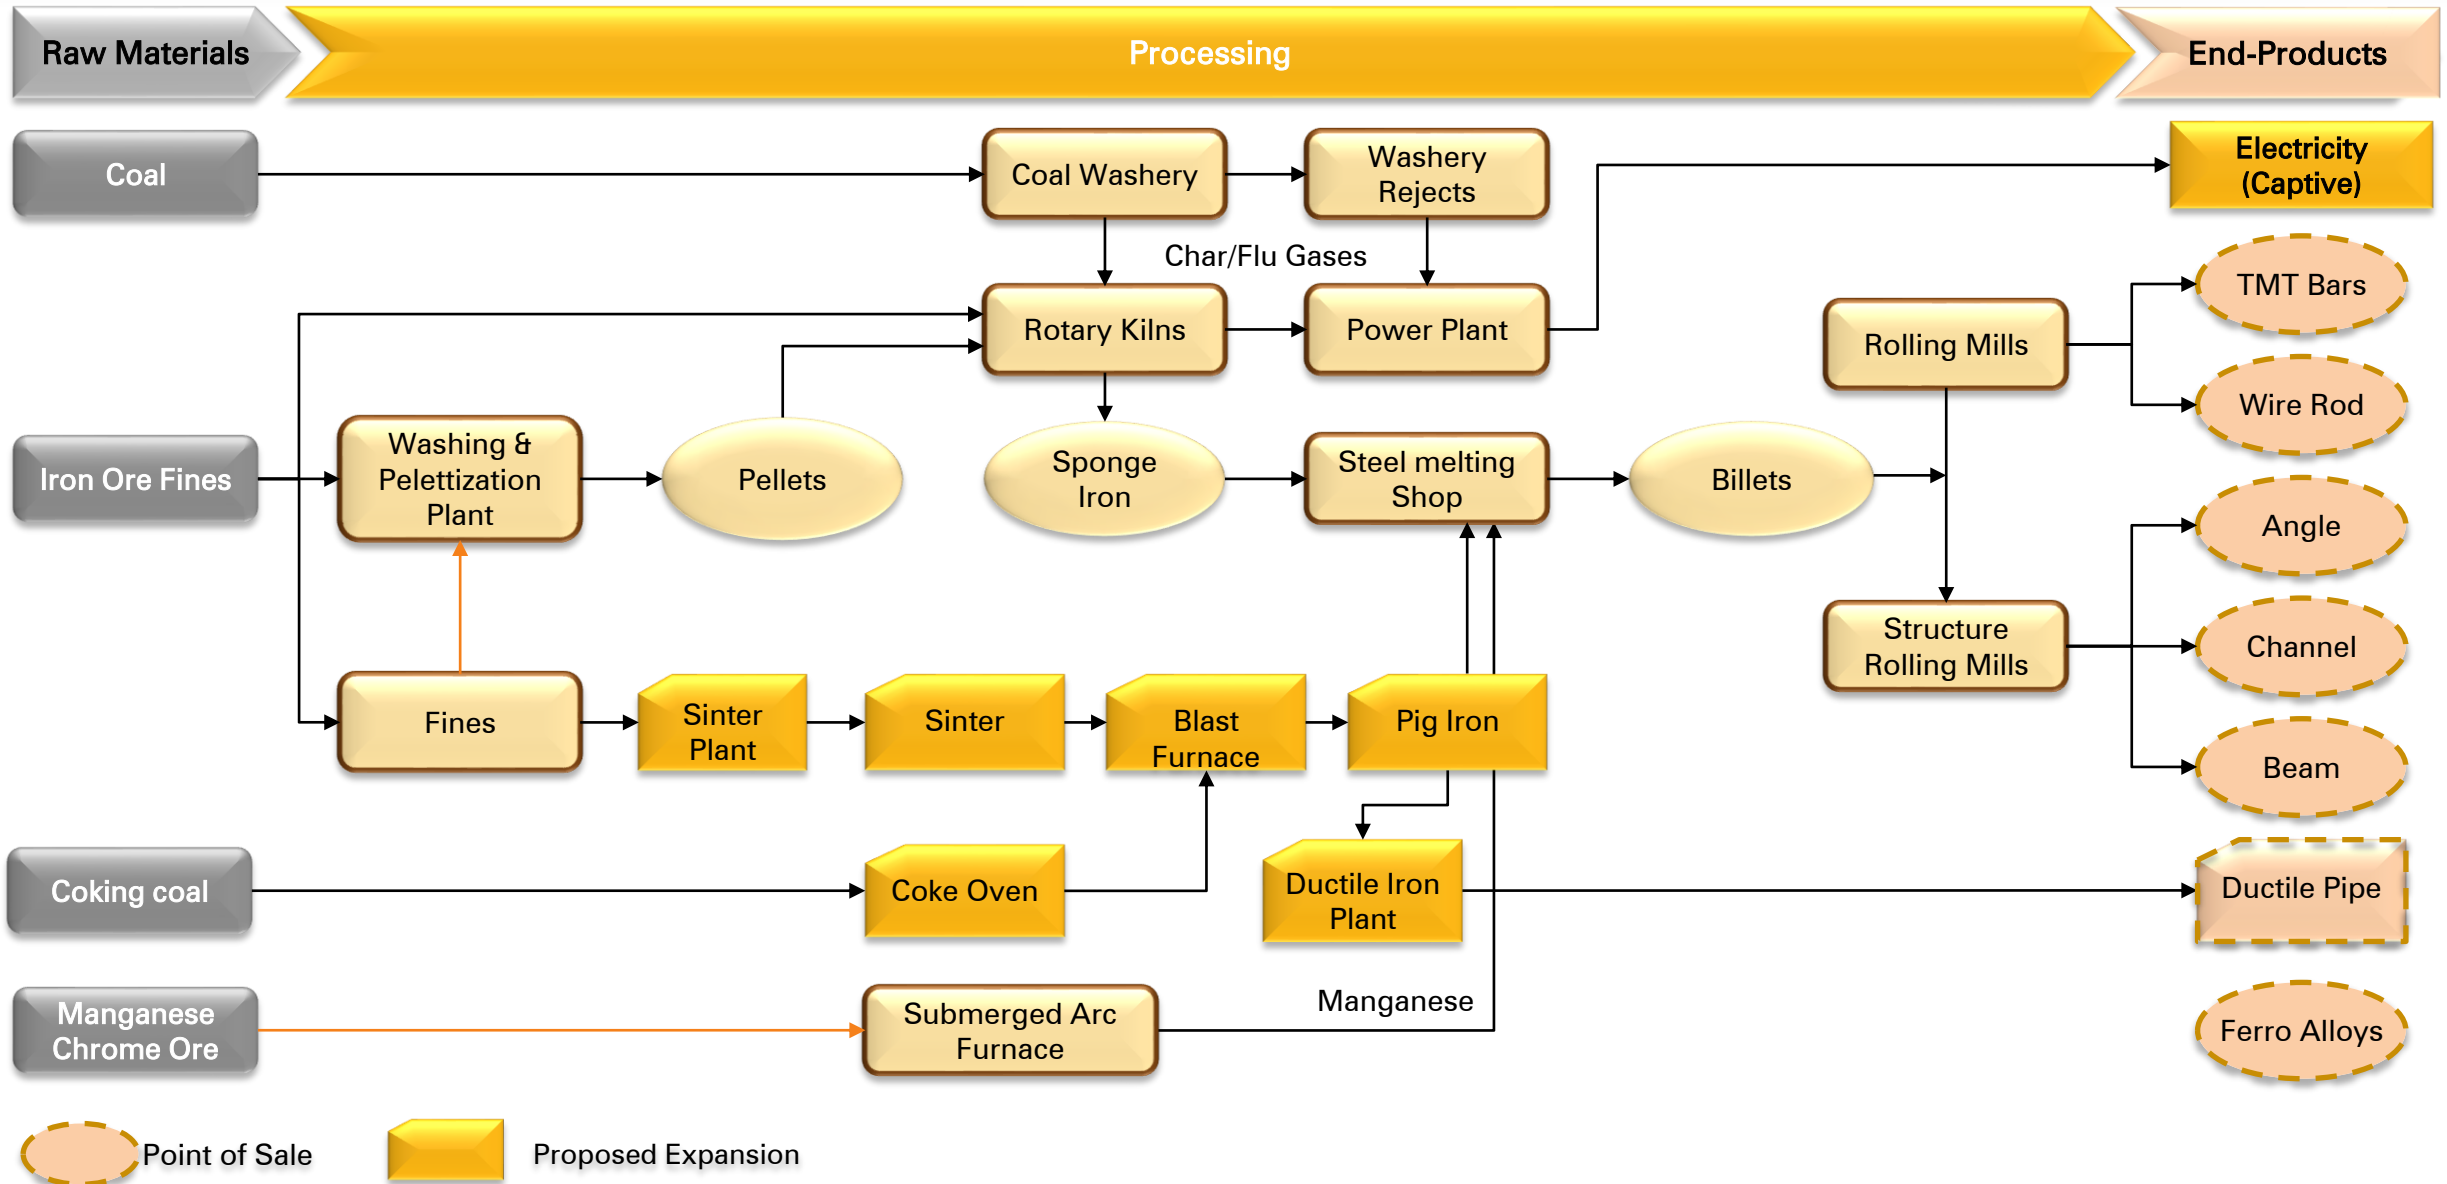 Raw Materials
Processing
End-Products
Coal
Coal Washery
Washery
Rejects
Electricity
(Captive)
Char/Flu Gases
TMT Bars
Rotary Kilns
Power Plant
Rolling Mills
Wire Rod
Iron Ore Fines
Washing &
Pelettization
Plant
Pellets
Sponge
Iron
Steel melting
Shop
Billets
Angle
Structure
Rolling Mills
Channel
Fines
Sinter
Plant
Sinter
Blast
Furnace
Pig Iron
Beam
Coking coal
Coke Oven
Ductile Iron
Plant
Ductile Pipe
Manganese
Chrome Ore
Submerged Arc
Furnace
Manganese
Ferro Alloys
Point of Sale
Proposed Expansion